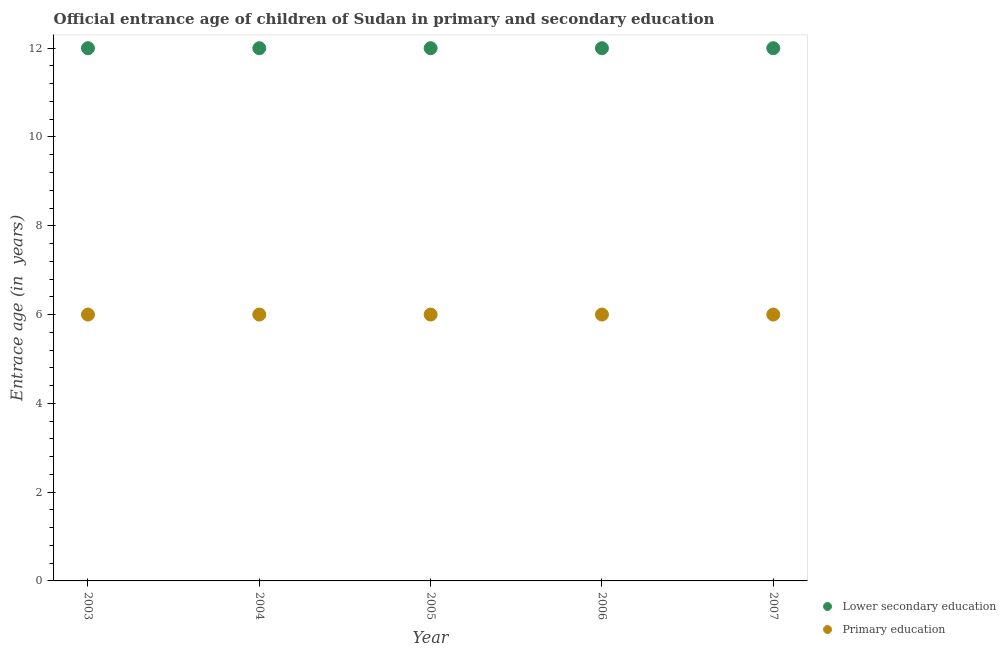 Official entrance age of children of Sudan in primary and secondary education
12
10
8
6
4
2
0
Entrace age (in  years)
2003
2004
2005
2006
2007
Year
Lower secondary education
Primary education